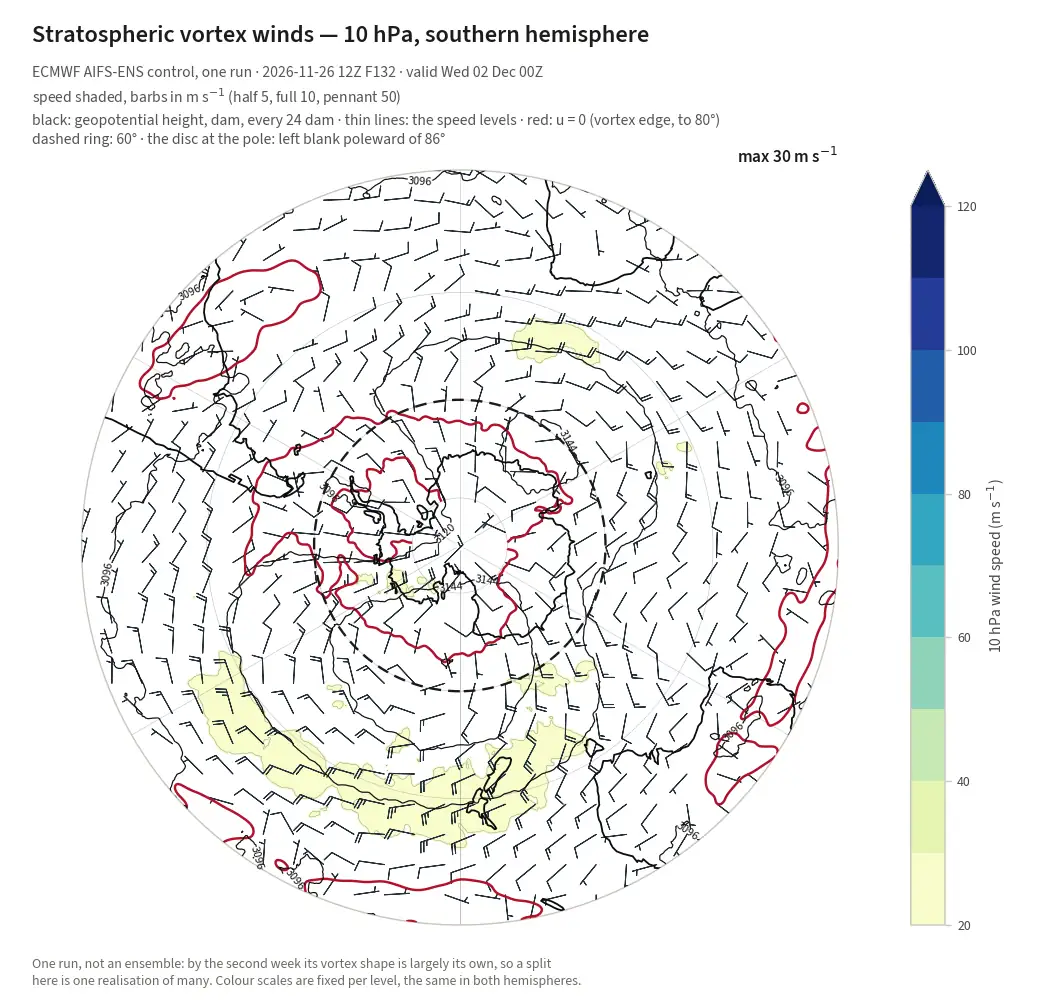 Stratospheric vortex winds — 10 hPa, southern hemisphere
ECMWF AIFS-ENS control, one run · 2026-11-26 12Z F132 · valid Wed 02 Dec 00Z
speed shaded, barbs in m s⁻¹ (half 5, full 10, pennant 50)
black: geopotential height, dam, every 24 dam · thin lines: the speed levels · red: u = 0 (vortex edge, to 80°)
dashed ring: 60° · the disc at the pole: left blank poleward of 86°
max 30 m s⁻¹
3096
3096
3144
3096
3096
3120
3096
3144
3096
3096
3096
3096
120
100
80
60
40
20
10 hPa wind speed (m s⁻¹)
One run, not an ensemble: by the second week its vortex shape is largely its own, so a split
here is one realisation of many. Colour scales are fixed per level, the same in both hemispheres.